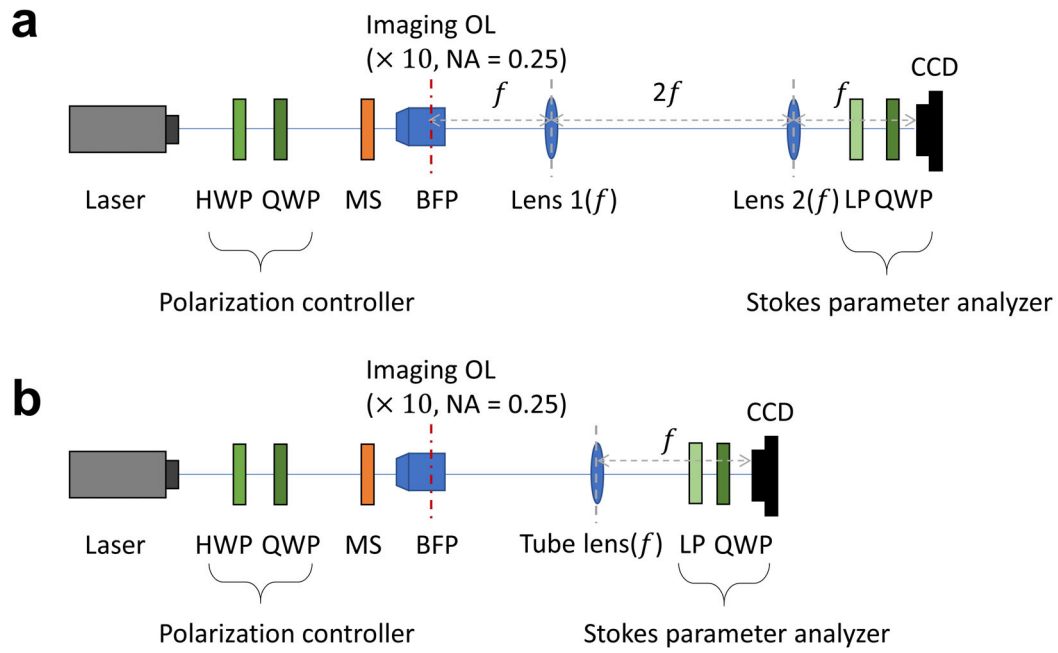 a
Imaging OL
(× 10, NA = 0.25)
f
2f
f
CCD
Laser
HWP QWP
MS
BFP
Lens 1(f)
Lens 2(f)
LP QWP
Polarization controller
Stokes parameter analyzer
b
Imaging OL
(× 10, NA = 0.25)
f
CCD
Laser
HWP QWP
MS
BFP
Tube lens(f)
LP QWP
Polarization controller
Stokes parameter analyzer